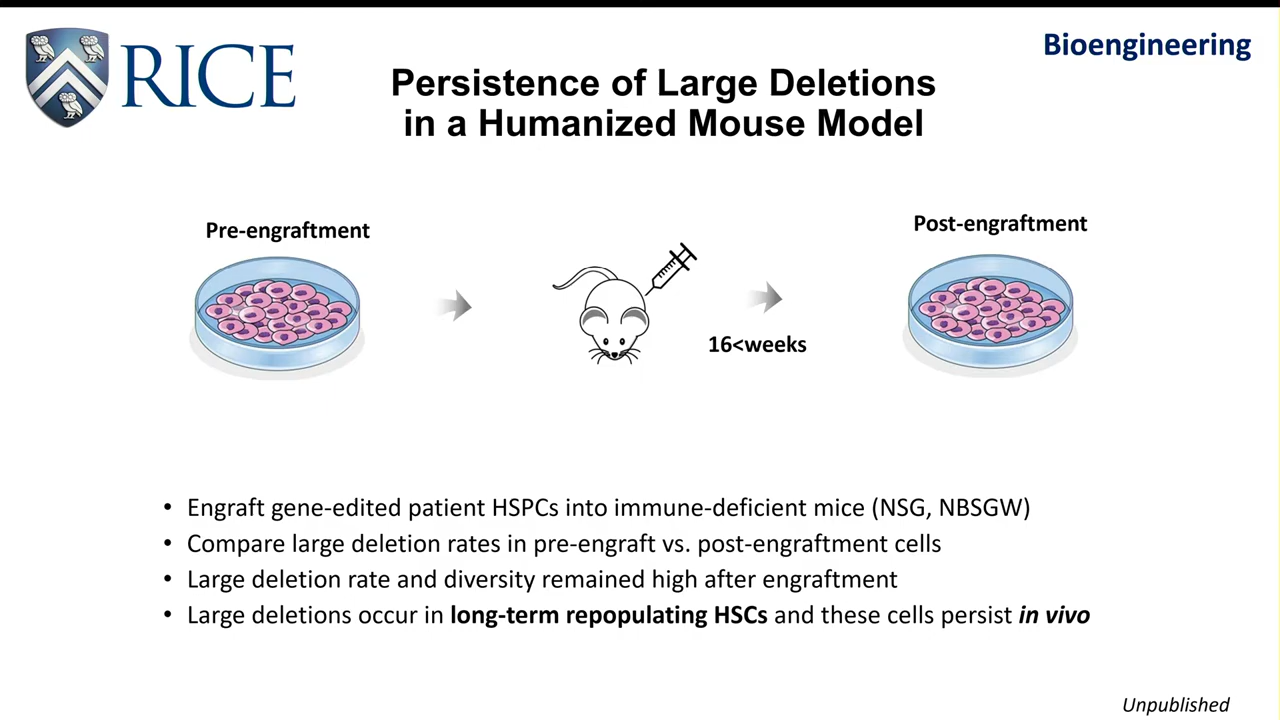 RICE
Bioengineering
Persistence of Large Deletions
in a Humanized Mouse Model
Pre-engraftment
Post-engraftment
16<weeks
• Engraft gene-edited patient HSPCs into immune-deficient mice (NSG, NBSGW)
• Compare large deletion rates in pre-engraft vs. post-engraftment cells
• Large deletion rate and diversity remained high after engraftment
• Large deletions occur in long-term repopulating HSCs and these cells persist in vivo
Unpublished